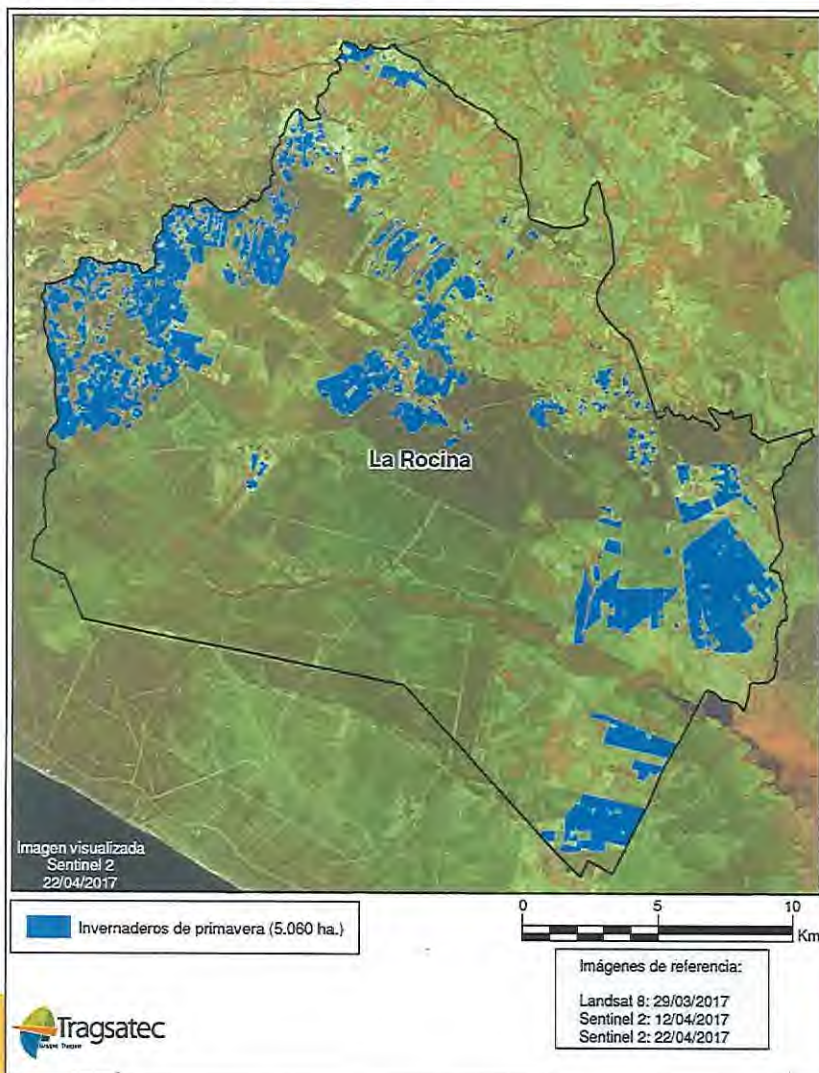 La Rocina
Imagen visualizada
Sentinel 2
22/04/2017
Invernaderos de primavera (5.060 ha.)
0 5 10
Km
Imágenes de referencia:
Landsat 8: 29/03/2017
Sentinel 2: 12/04/2017
Sentinel 2: 22/04/2017
Tragsatec
Grupo Tragsa